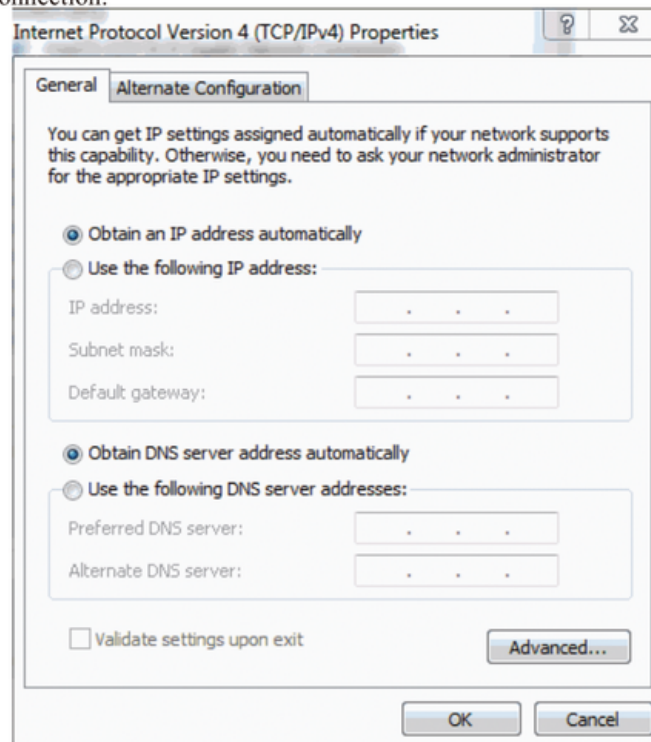 Internet Protocol Version 4 (TCP/IPv4) Properties
General
Alternate Configuration
You can get IP settings assigned automatically if your network supports
this capability. Otherwise, you need to ask your network administrator
for the appropriate IP settings.
Obtain an IP address automatically
Use the following IP address:
IP address:
Subnet mask:
Default gateway:
Obtain DNS server address automatically
Use the following DNS server addresses:
Preferred DNS server:
Alternate DNS server:
Validate settings upon exit
Advanced...
OK
Cancel